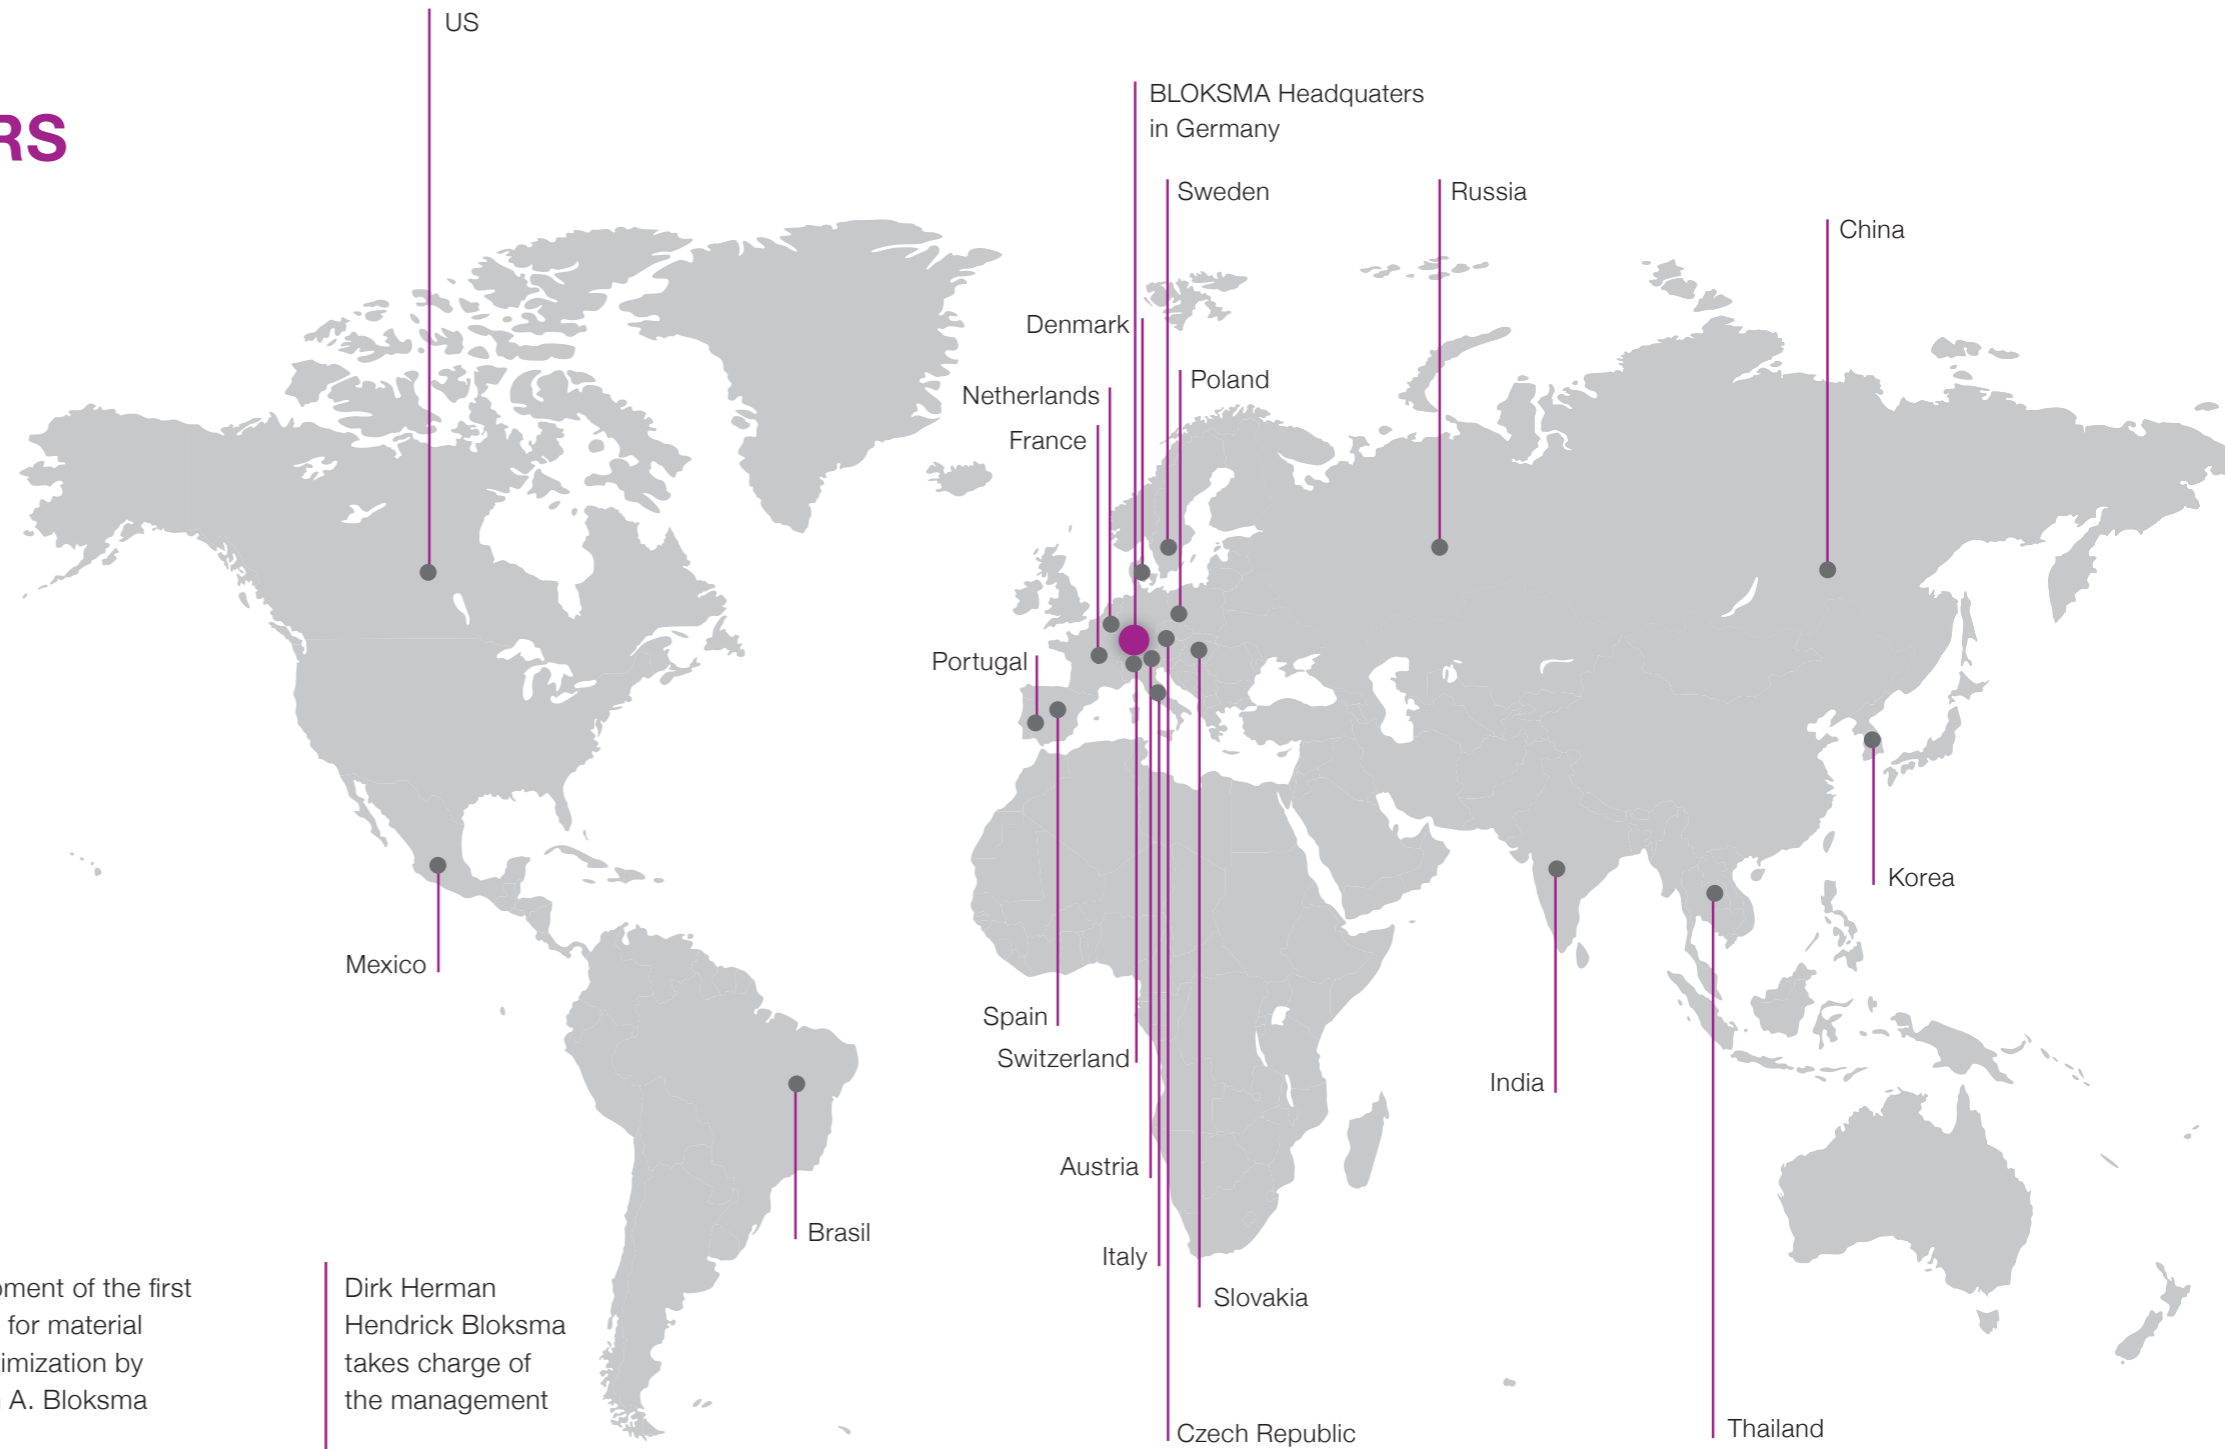 US
RS
BLOKSMA Headquaters
in Germany
Sweden
Russia
China
Denmark
Poland
Netherlands
France
Portugal
Korea
Mexico
Spain
Switzerland
India
Austria
Brasil
Italy
Slovakia
Czech Republic
Thailand
oment of the first
for material
timization by
A. Bloksma
Dirk Herman
Hendrick Bloksma
takes charge of
the management